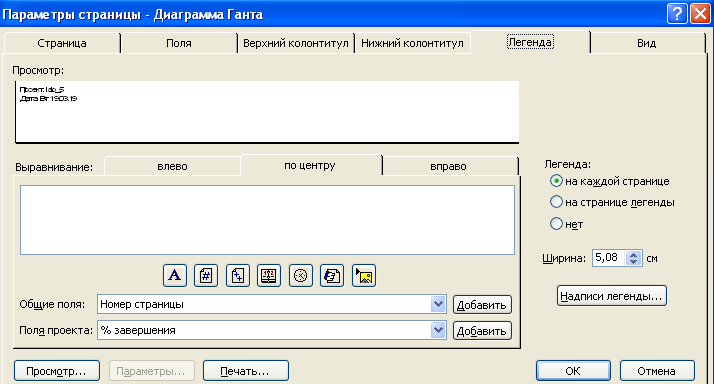 Параметры страницы - Диаграмма Ганта
Страница Поля Верхний колонтитул Нижний колонтитул Легенда Вид
Просмотр:
Проект: lab_5
Дата: Вт 19.03.19
Выравнивание: влево по центру вправо
Легенда:
на каждой странице
на странице легенды
нет
Ширина: 5,08 см
Надписи легенды...
Общие поля: Номер страницы Добавить
Поля проекта: % завершения Добавить
Просмотр... Параметры... Печать... ОК Отмена